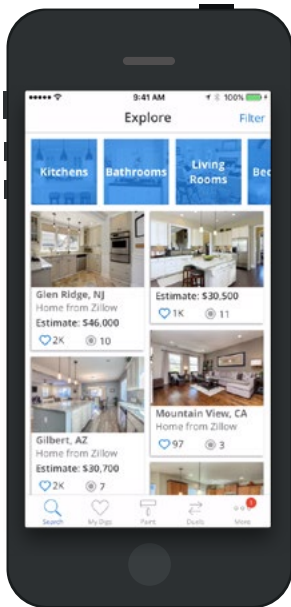 9:41 AM
100%
Explore
Filter
Kitchens
Bathrooms
Living
Rooms
Bec
Glen Ridge, NJ
Home from Zillow
Estimate: $46,000
2K
10
Estimate: $30,500
1K
11
Gilbert, AZ
Home from Zillow
Estimate: $30,700
2K
7
Mountain View, CA
Home from Zillow
97
3
Search
My Digs
Paint
Duels
More